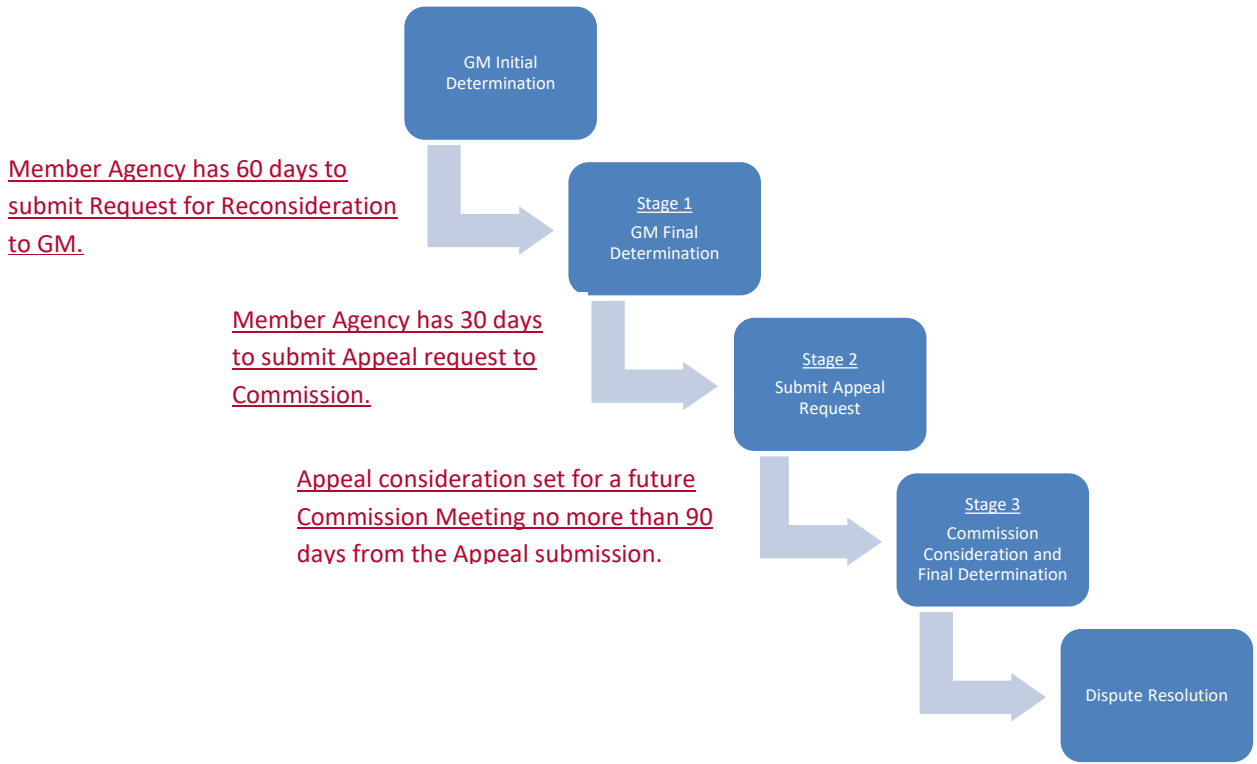 GM Initial
Determination
Member Agency has 60 days to
submit Request for Reconsideration
to GM.
Stage 1
GM Final
Determination
Member Agency has 30 days
to submit Appeal request to
Commission.
Stage 2
Submit Appeal
Request
Appeal consideration set for a future
Commission Meeting no more than 90
days from the Appeal submission.
Stage 3
Commission
Consideration and
Final Determination
Dispute Resolution